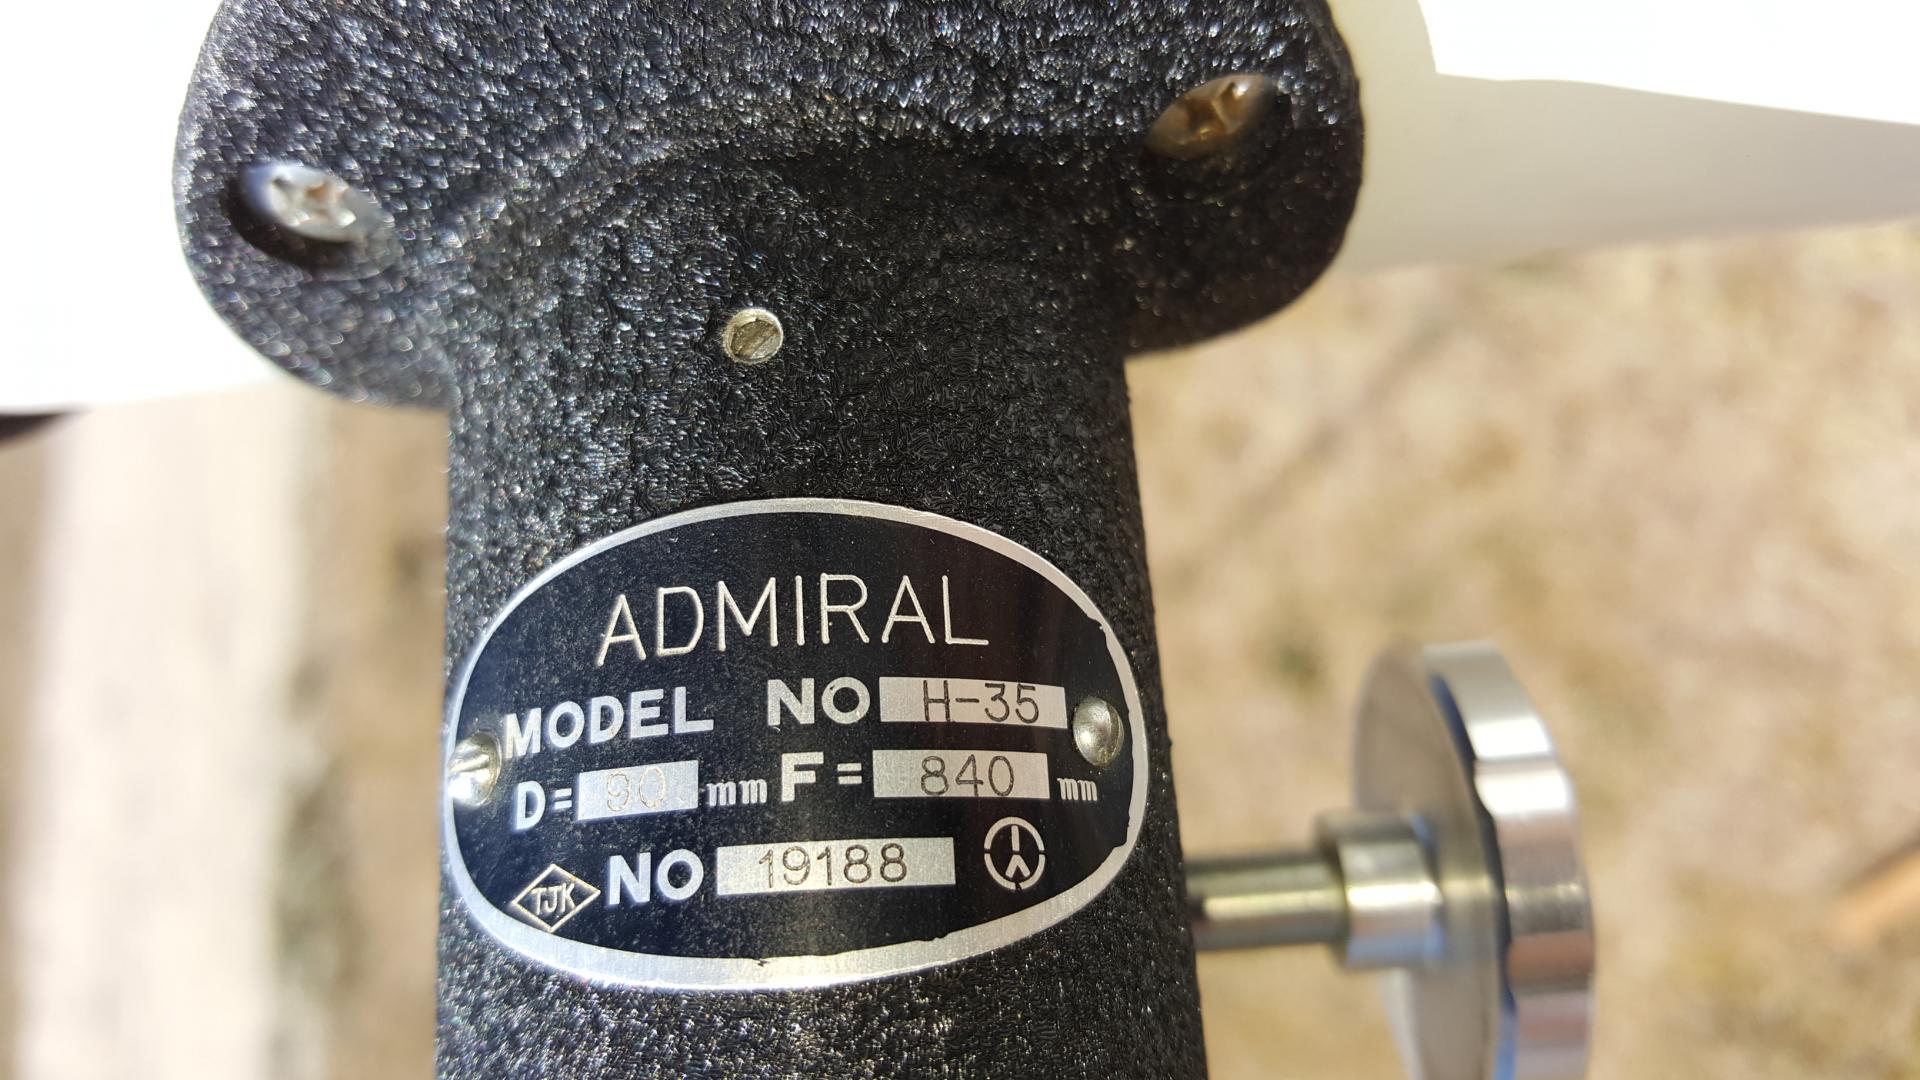 ADMIRAL
MODEL NO H-35
D= 90 mm F= 840 mm
TJK NO 19188